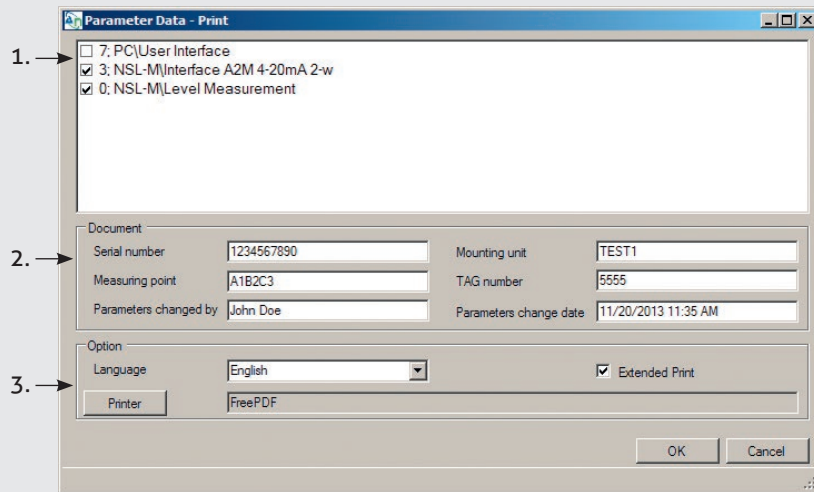 Parameter Data - Print
1.
7; PC\User Interface
3; NSL-M\Interface A2M 4-20mA 2-w
0; NSL-M\Level Measurement
2.
Document
Serial number 1234567890 Mounting unit TEST1
Measuring point A1B2C3 TAG number 5555
Parameters changed by John Doe Parameters change date 11/20/2013 11:35 AM
3.
Option
Language English Extended Print
Printer FreePDF
OK Cancel